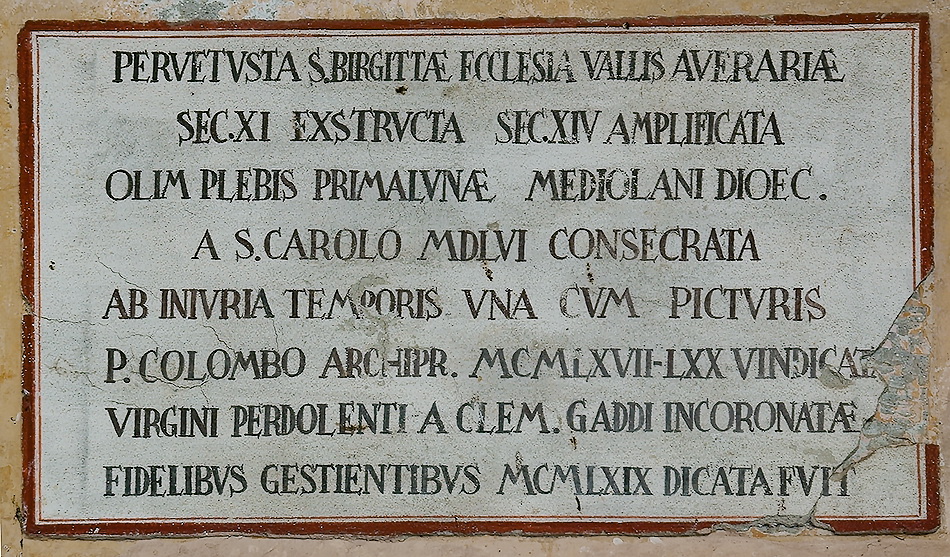 PERVETVSTA S.BIRGITTÆ ECCLESIA VALLIS AVERARIÆ
SEC.XI EXSTRVCTA SEC.XIV AMPLIFICATA
OLIM PLEBIS PRIMALVNÆ MEDIOLANI DIOEC.
A S.CAROLO MDLVI CONSECRATA
AB INIVRIA TEMPORIS VNA CVM PICTVRIS
P. COLOMBO ARCHIPR. MCMLXVII-LXX
VIRGINI PERDOLENTI A CLEM. GADDI INCORONATÆ
FIDELIBVS GESTIENTIBVS MCMLXIX DICATA FVIT